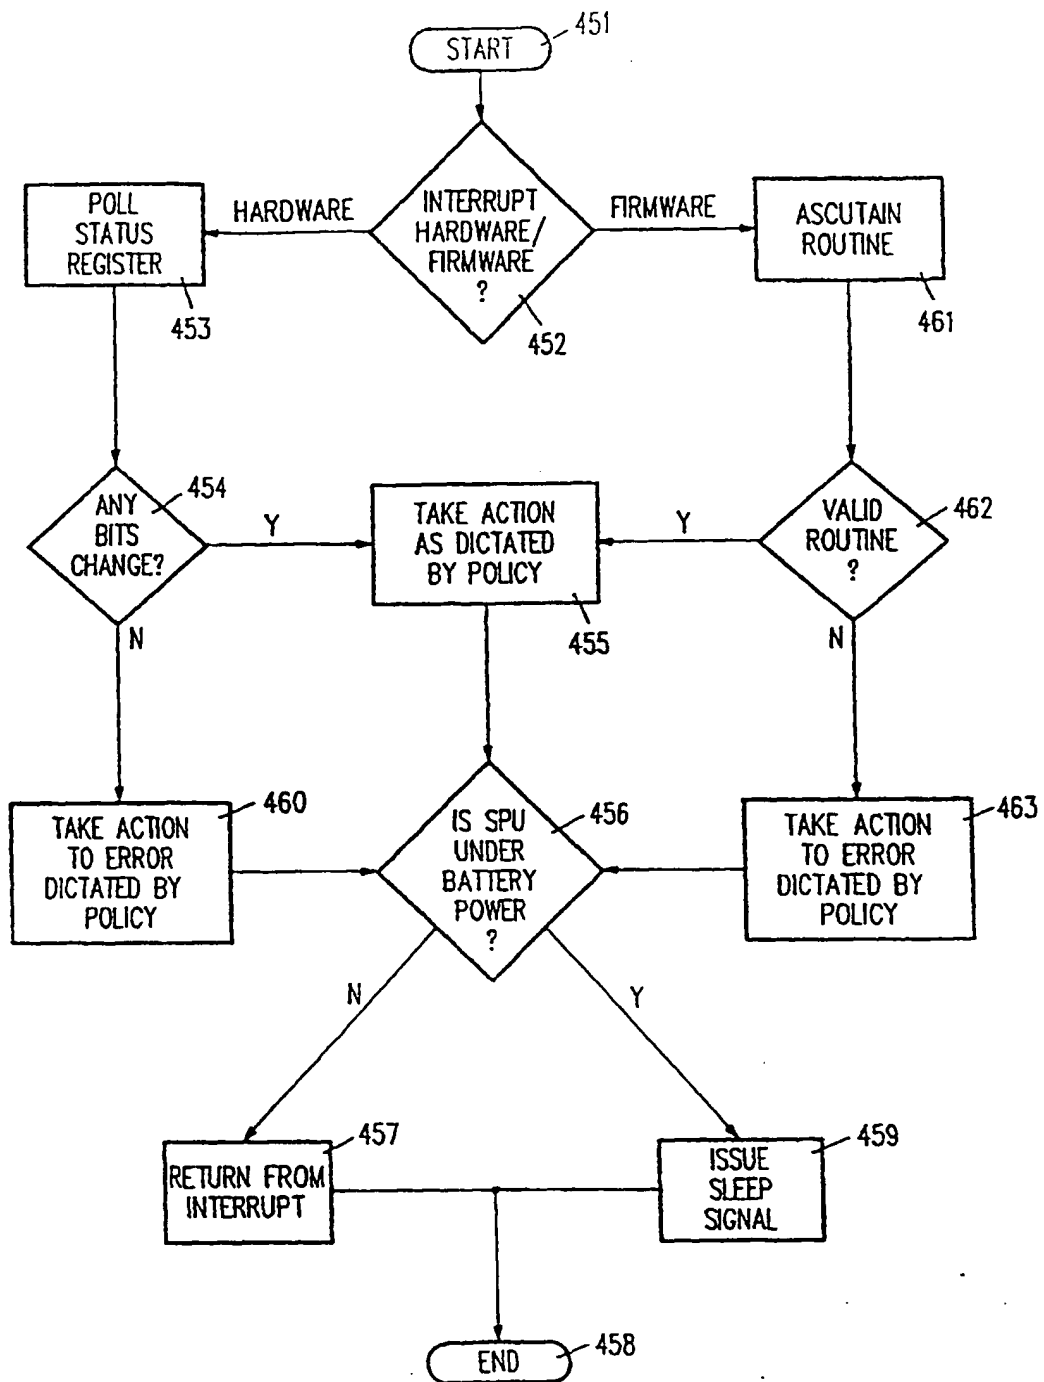 START
451
INTERRUPT
HARDWARE/
FIRMWARE
?
452
HARDWARE
FIRMWARE
POLL
STATUS
REGISTER
453
ASCUTAIN
ROUTINE
461
ANY
BITS
CHANGE?
454
Y
N
TAKE ACTION
AS DICTATED
BY POLICY
455
VALID
ROUTINE
?
462
Y
N
TAKE ACTION
TO ERROR
DICTATED BY
POLICY
460
IS SPU
UNDER
BATTERY
POWER
?
456
TAKE ACTION
TO ERROR
DICTATED BY
POLICY
463
N
Y
RETURN FROM
INTERRUPT
457
ISSUE
SLEEP
SIGNAL
459
END
458